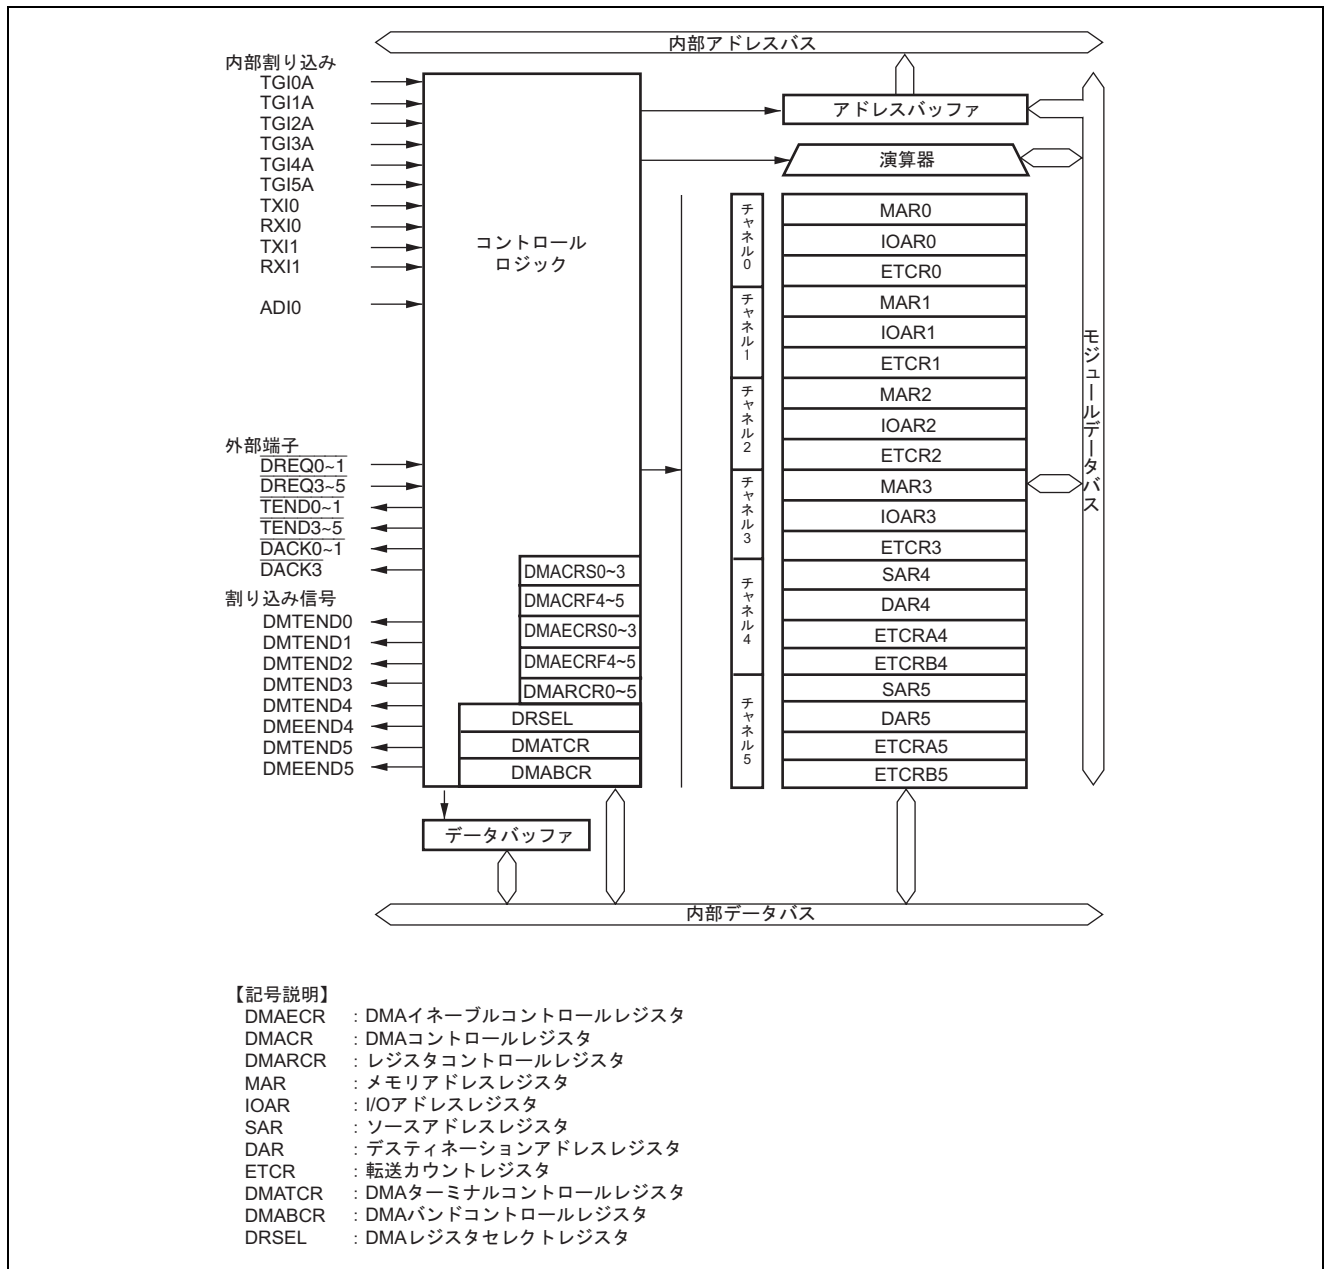 内部アドレスバス
内部割り込み
TGI0A
TGI1A
TGI2A
TGI3A
TGI4A
TGI5A
TXI0
RXI0
TXI1
RXI1
ADI0
外部端子
DREQ0~1
DREQ3~5
TEND0~1
TEND3~5
DACK0~1
DACK3
割り込み信号
DMTEND0
DMTEND1
DMTEND2
DMTEND3
DMTEND4
DMEEND4
DMTEND5
DMEEND5
コントロール
ロジック
DMACRS0~3
DMACRF4~5
DMAECRS0~3
DMAECRF4~5
DMARCR0~5
DRSEL
DMATCR
DMABCR
データバッファ
アドレスバッファ
演算器
チャネル0
MAR0
IOAR0
ETCR0
チャネル1
MAR1
IOAR1
ETCR1
チャネル2
MAR2
IOAR2
ETCR2
チャネル3
MAR3
IOAR3
ETCR3
チャネル4
SAR4
DAR4
ETCRA4
ETCRB4
チャネル5
SAR5
DAR5
ETCRA5
ETCRB5
モジュールデータバス
内部データバス
【記号説明】
DMAECR : DMAイネーブルコントロールレジスタ
DMACR : DMAコントロールレジスタ
DMARCR : レジスタコントロールレジスタ
MAR : メモリアドレスレジスタ
IOAR : I/Oアドレスレジスタ
SAR : ソースアドレスレジスタ
DAR : デスティネーションアドレスレジスタ
ETCR : 転送カウントレジスタ
DMATCR : DMAターミナルコントロールレジスタ
DMABCR : DMAバンドコントロールレジスタ
DRSEL : DMAレジスタセレクトレジスタ